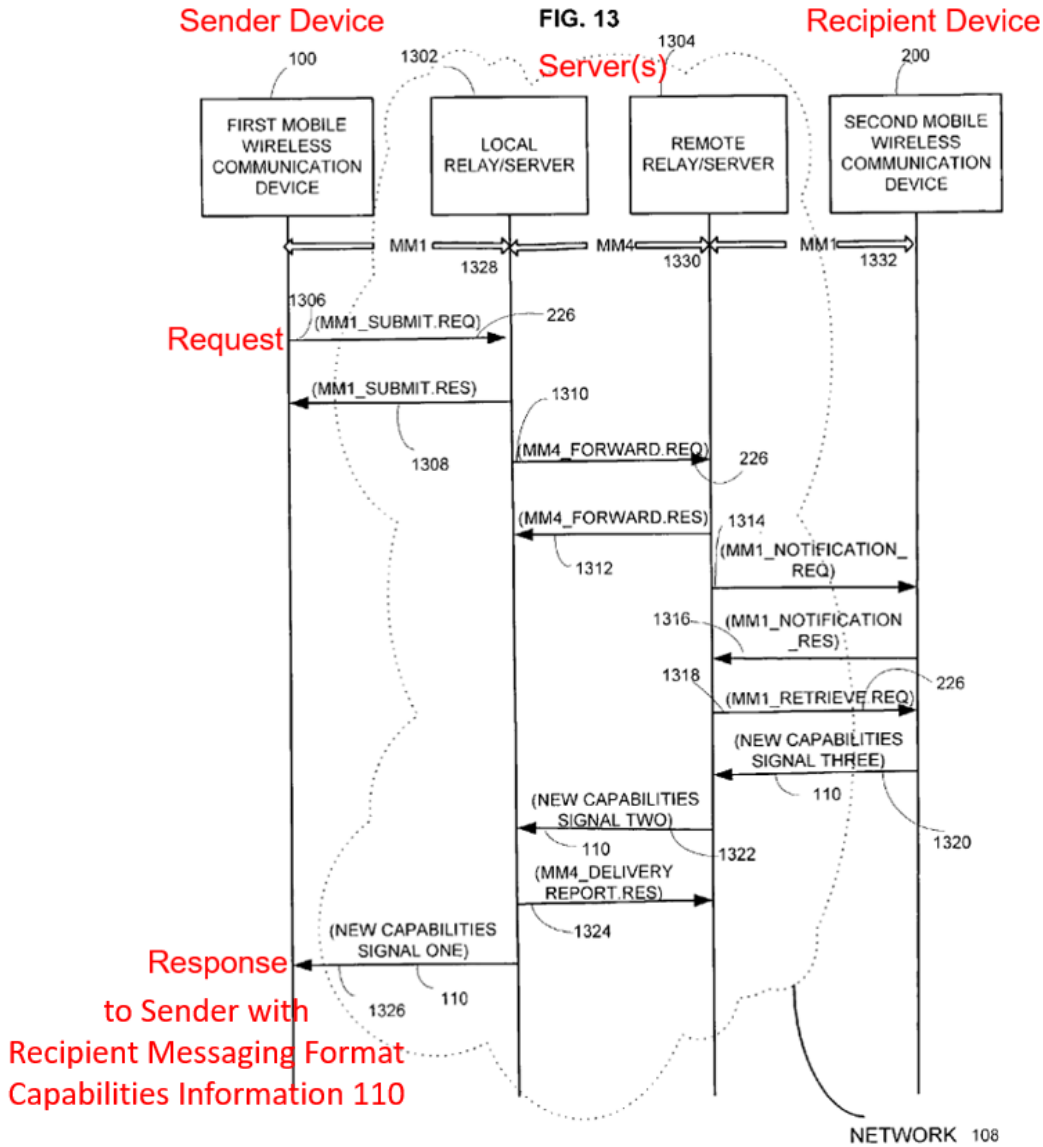 Sender Device
FIG. 13
Recipient Device
100
1302
Server(s)
1304
200
FIRST MOBILE
WIRELESS
COMMUNICATION
DEVICE
LOCAL
RELAY/SERVER
REMOTE
RELAY/SERVER
SECOND MOBILE
WIRELESS
COMMUNICATION
DEVICE
MM1
MM4
MM1
1328
1330
1332
1306
(MM1_SUBMIT.REQ)
226
Request
(MM1_SUBMIT.RES)
1308
1310
(MM4_FORWARD.REQ)
226
(MM4_FORWARD.RES)
1312
1314
(MM1_NOTIFICATION_
REQ)
1316
(MM1_NOTIFICATION
_RES)
1318
(MM1_RETRIEVE.REQ)
226
(NEW CAPABILITIES
SIGNAL THREE)
110
1320
(NEW CAPABILITIES
SIGNAL TWO)
110
1322
(MM4_DELIVERY
REPORT.RES)
1324
(NEW CAPABILITIES
SIGNAL ONE)
Response
1326
110
to Sender with
Recipient Messaging Format
Capabilities Information 110
NETWORK 108